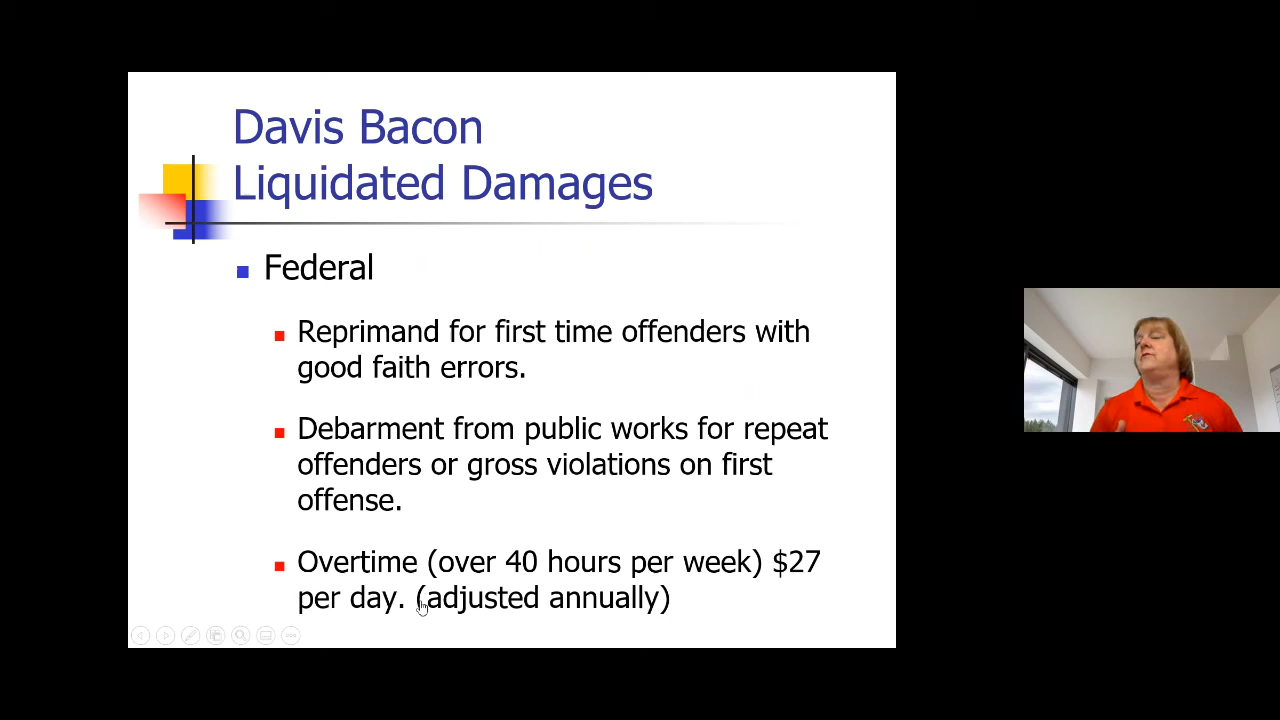 Davis Bacon
Liquidated Damages
Federal
Reprimand for first time offenders with
good faith errors.
Debarment from public works for repeat
offenders or gross violations on first
offense.
Overtime (over 40 hours per week) $27
per day. (adjusted annually)